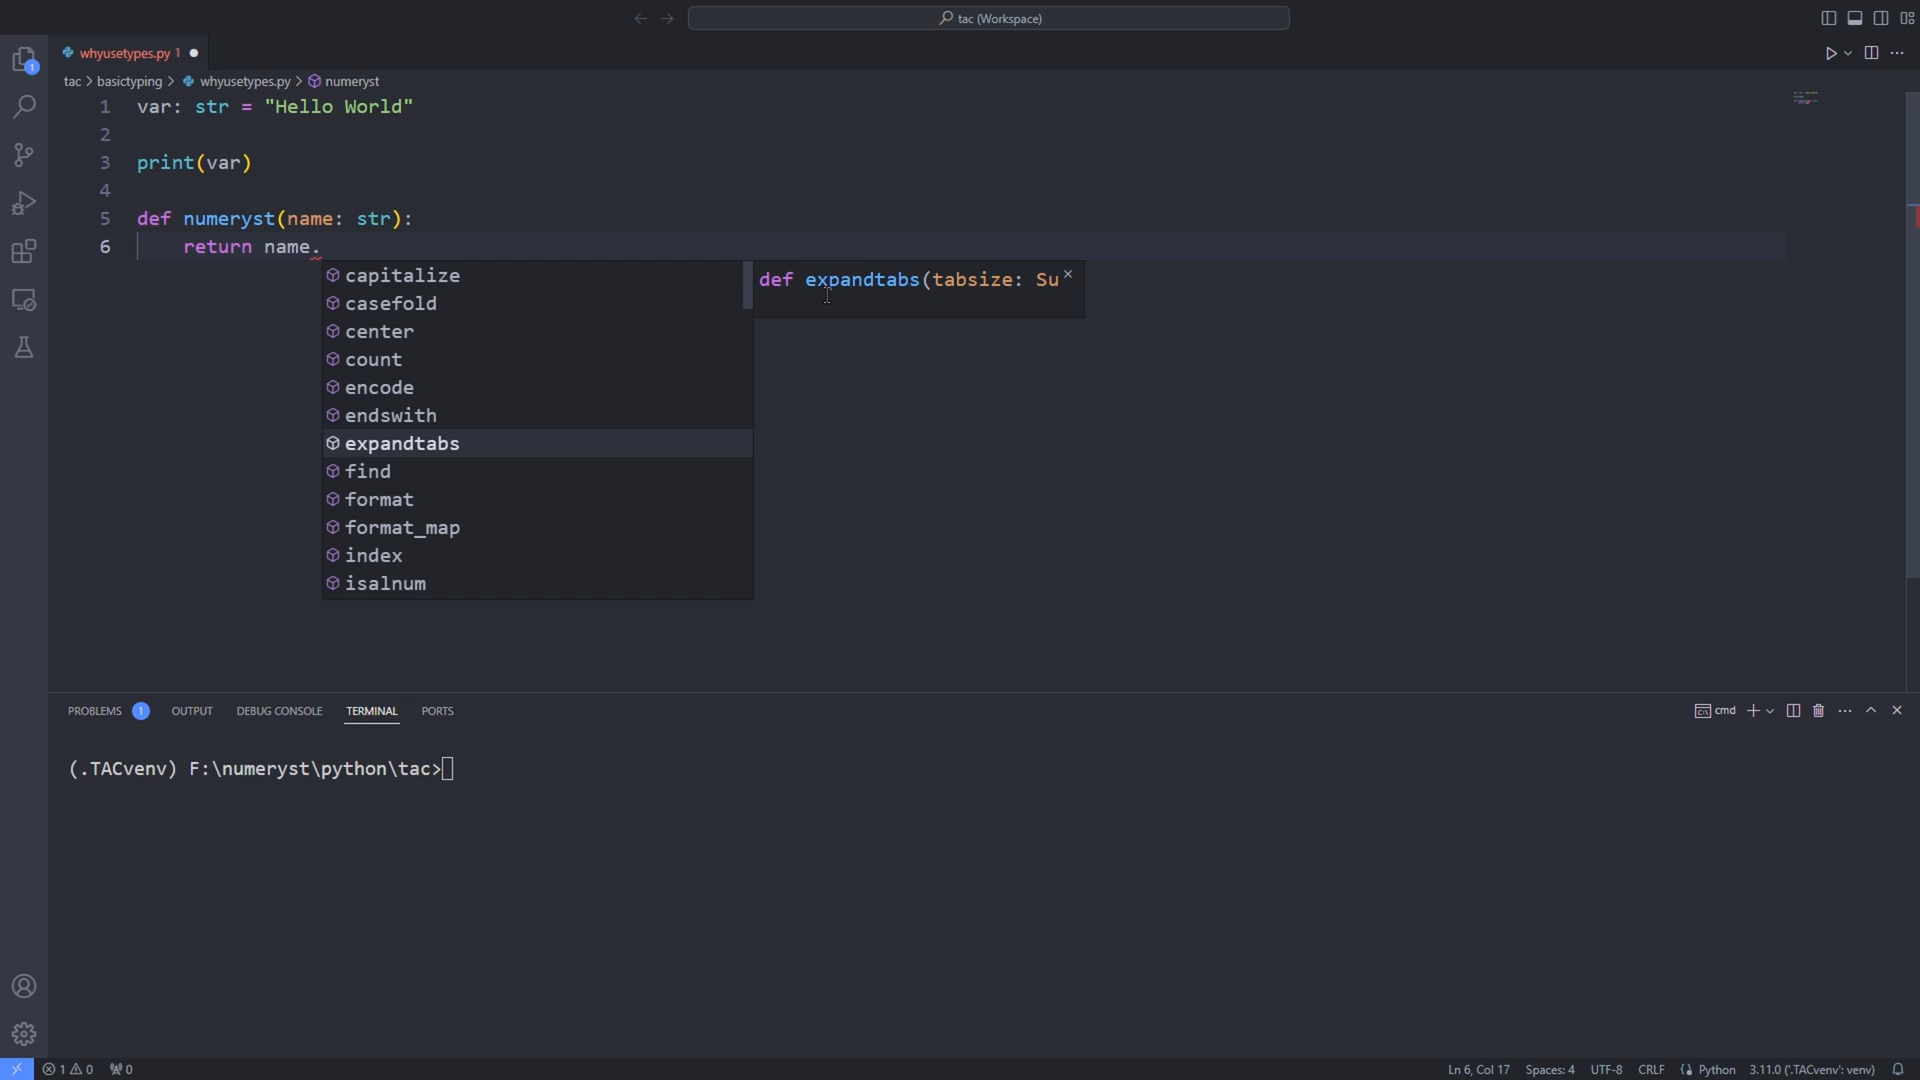 tac (Workspace)
whyusetypes.py 1
tac > basictyping > whyusetypes.py > numeryst
1 var: str = "Hello World"
2
3 print(var)
4
5 def numeryst(name: str):
6 return name.
capitalize
def expandtabs(tabsize: Su
casefold
center
count
encode
endswith
expandtabs
find
format
format_map
index
isalnum
PROBLEMS 1 OUTPUT DEBUG CONSOLE TERMINAL PORTS cmd
(.TACvenv) F:\numeryst\python\tac>
1 0 0 Ln 6, Col 17 Spaces: 4 UTF-8 CRLF Python 3.11.0 ('.TACvenv': venv)